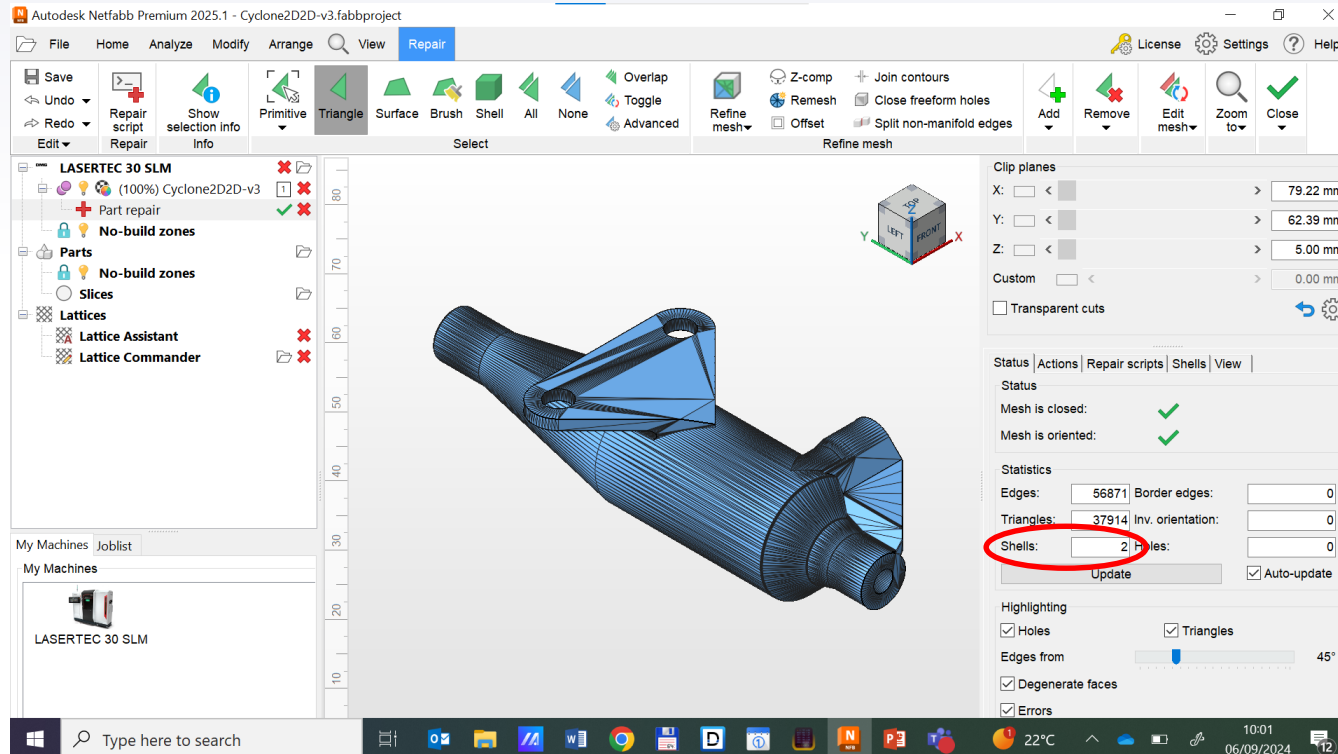 Autodesk Netfabb Premium 2025.1 - Cyclone2D2D-v3.fabbproject
File Home Analyze Modify Arrange View Repair License Settings Help
Save
Undo
Redo
Edit
Repair script
Repair
Show selection info
Info
Primitive Triangle Surface Brush Shell All None
Overlap
Toggle
Advanced
Select
Refine mesh
Z-comp
Remesh
Offset
Join contours
Close freeform holes
Split non-manifold edges
Refine mesh
Add
Remove
Edit mesh
Zoom to
Close
LASERTEC 30 SLM
(100%) Cyclone2D2D-v3 1
Part repair
No-build zones
Parts
No-build zones
Slices
Lattices
Lattice Assistant
Lattice Commander
My Machines Joblist
My Machines
LASERTEC 30 SLM
80
70
60
50
40
30
20
10
TOP
LEFT FRONT
X
Y
Z
Clip planes
X: < > 79.22 mm
Y: < > 62.39 mm
Z: < > 5.00 mm
Custom < > 0.00 mm
Transparent cuts
Status Actions Repair scripts Shells View
Status
Mesh is closed:
Mesh is oriented:
Statistics
Edges: 56871 Border edges: 0
Triangles: 37914 Inv. orientation: 0
Shells: 2 Holes: 0
Update Auto-update
Highlighting
Holes Triangles
Edges from 45°
Degenerate faces
Errors
Type here to search
22°C
10:01
06/09/2024
12